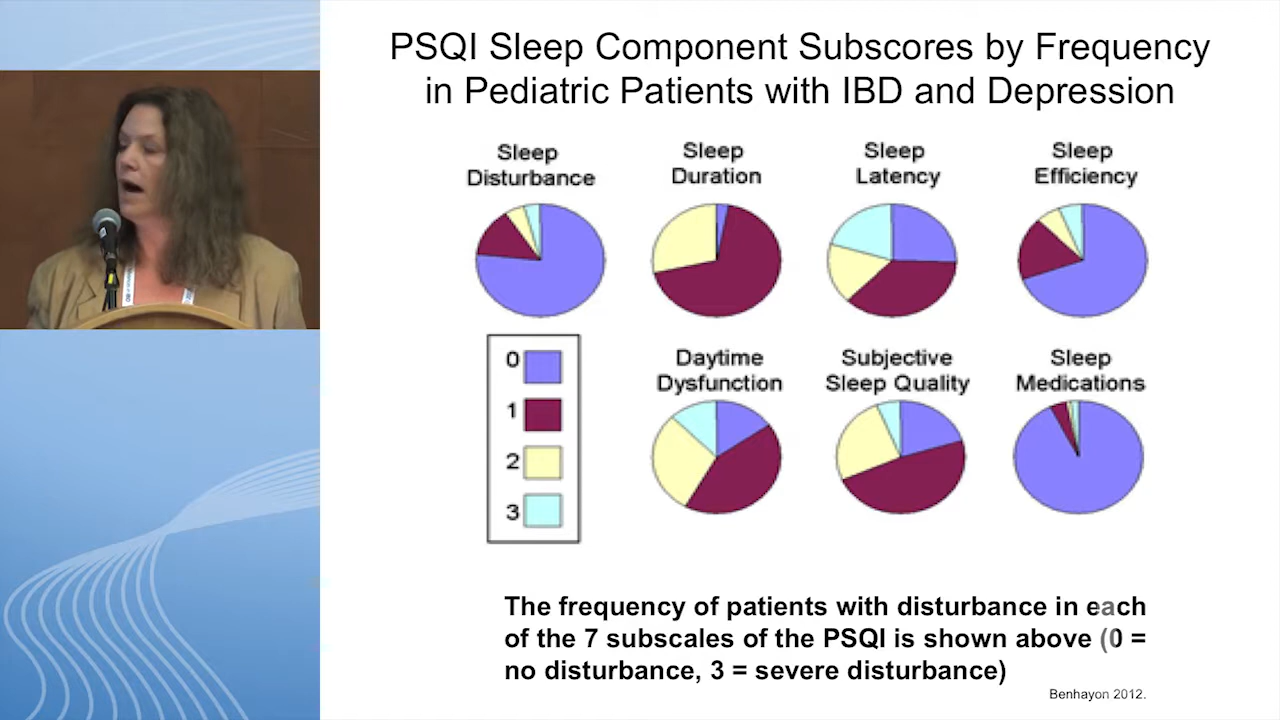 PSQI Sleep Component Subscores by Frequency
in Pediatric Patients with IBD and Depression
Sleep
Disturbance
Sleep
Duration
Sleep
Latency
Sleep
Efficiency
0
1
2
3
Daytime
Dysfunction
Subjective
Sleep Quality
Sleep
Medications
The frequency of patients with disturbance in each
of the 7 subscales of the PSQI is shown above (0 =
no disturbance, 3 = severe disturbance)
Benhayon 2012.